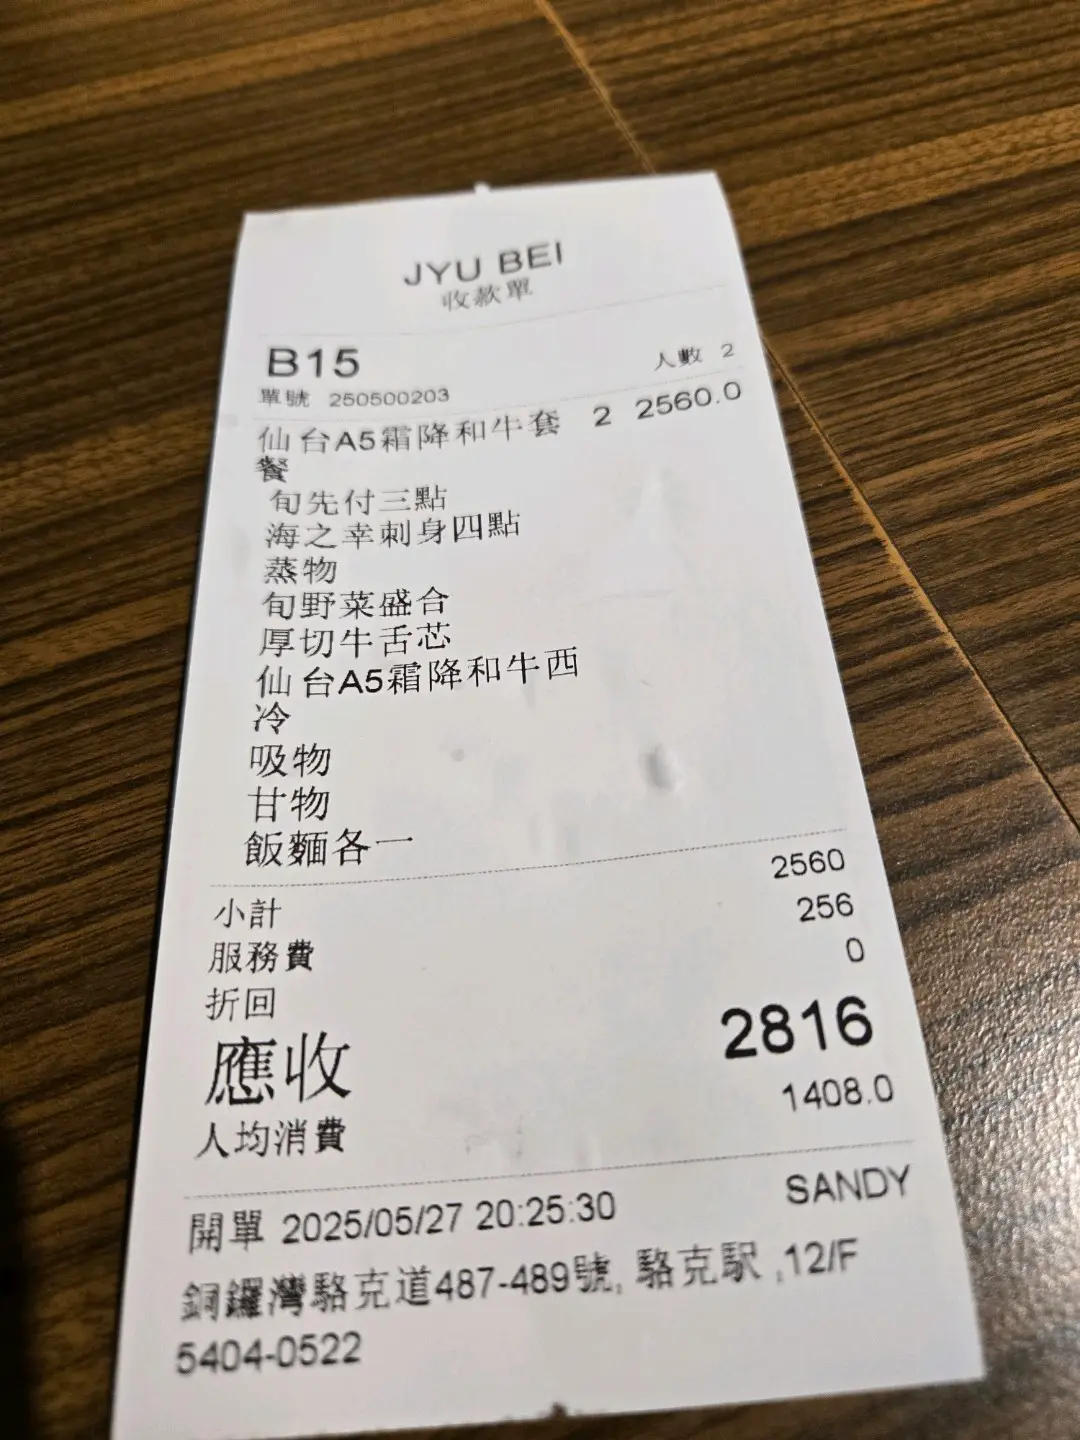 JYU BEI
收款單
B15 人數 2
單號 250500203
仙台A5霜降和牛套 2 2560.0
餐
旬先付三點
海之幸刺身四點
蒸物
旬野菜盛合
厚切牛舌芯
仙台A5霜降和牛西
冷
吸物
甘物
飯麵各一
小計 2560
服務費 256
折回 0
應收 2816
人均消費 1408.0
開單 2025/05/27 20:25:30 SANDY
銅鑼灣駱克道487-489號, 駱克駅 ,12/F
5404-0522